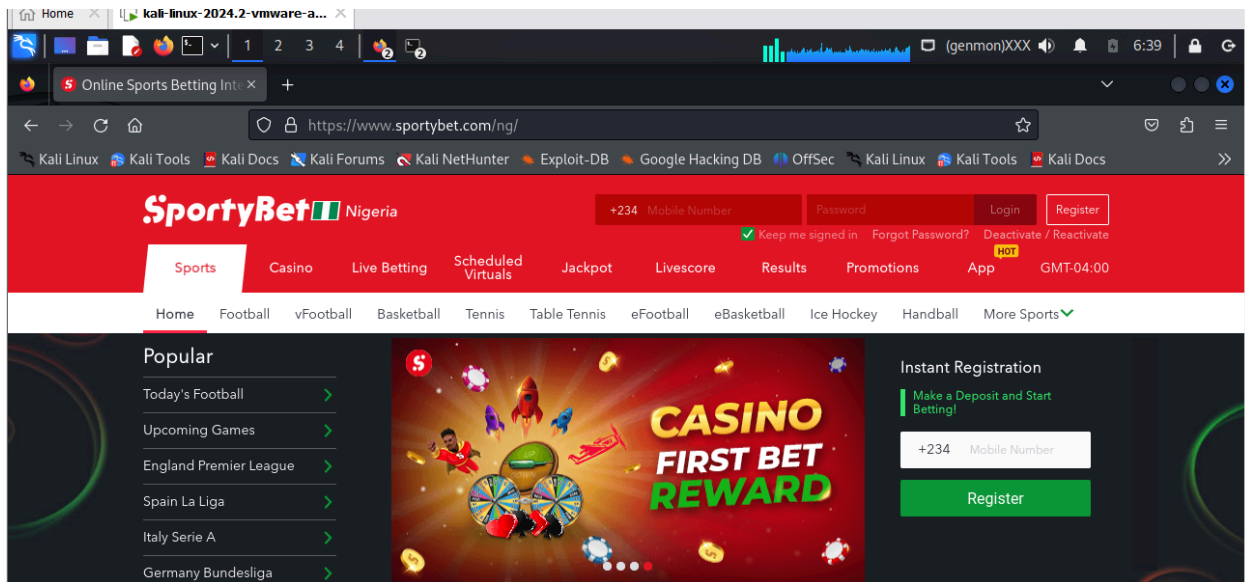 Home
kali-linux-2024.2-vmware-a...
1 2 3 4 2 2 (genmon)XXX 6:39
Online Sports Betting Inte
https://www.sportybet.com/ng/
Kali Linux Kali Tools Kali Docs Kali Forums Kali NetHunter Exploit-DB Google Hacking DB OffSec Kali Linux Kali Tools Kali Docs
SportyBet Nigeria +234 Mobile Number Password Login Register
Keep me signed in Forgot Password? Deactivate / Reactivate
HOT
Sports Casino Live Betting Scheduled Virtuals Jackpot Livescore Results Promotions App GMT-04:00
Home Football vFootball Basketball Tennis Table Tennis eFootball eBasketball Ice Hockey Handball More Sports
Popular
Today's Football
Upcoming Games
England Premier League
Spain La Liga
Italy Serie A
Germany Bundesliga
S
CASINO
FIRST BET
REWARD
Instant Registration
Make a Deposit and Start
Betting!
+234 Mobile Number
Register